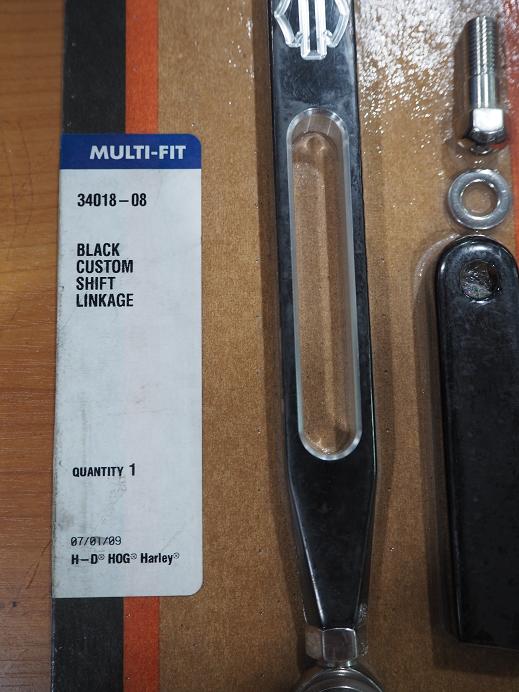 MULTI-FIT
34018-08
BLACK
CUSTOM
SHIFT
LINKAGE
QUANTITY 1
07/01/09
H-D® HOG® Harley®